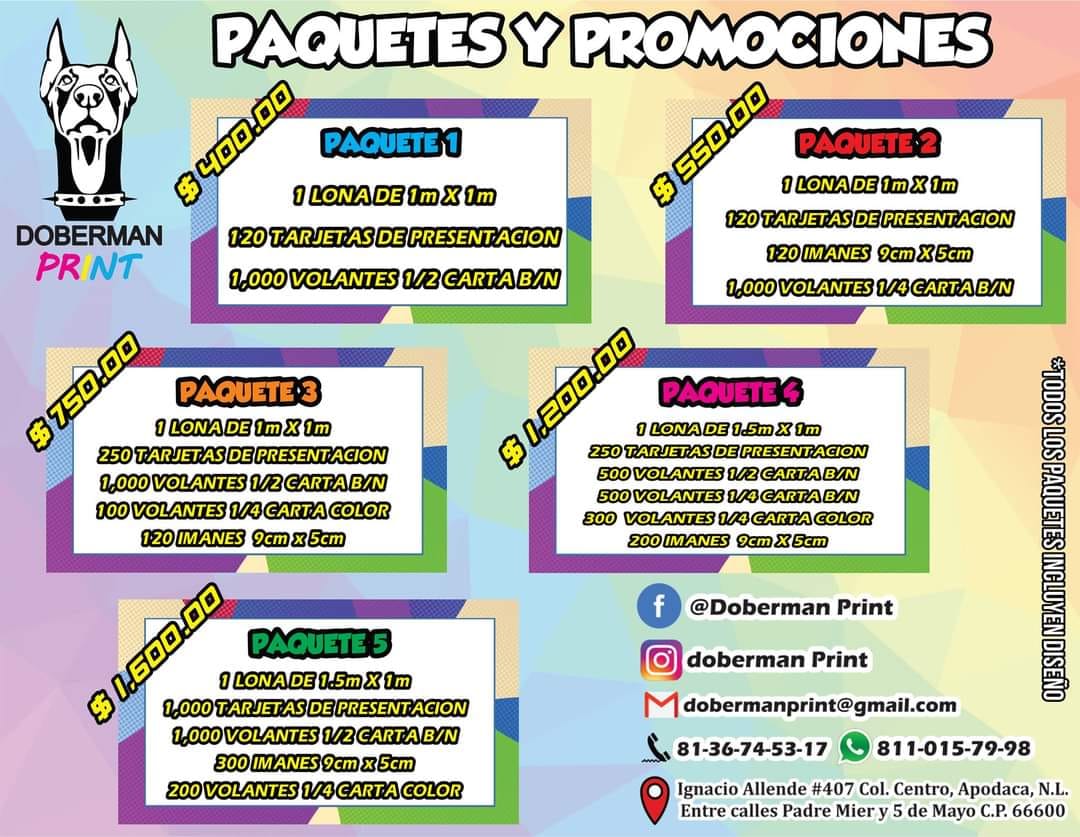 PAQUETES Y PROMOCIONES
DOBERMAN
PRINT
$ 400.00
PAQUETE 1
1 LONA DE 1m X 1m
120 TARJETAS DE PRESENTACION
1,000 VOLANTES 1/2 CARTA B/N
$ 550.00
PAQUETE 2
1 LONA DE 1m X 1m
120 TARJETAS DE PRESENTACION
120 IMANES 9cm X 5cm
1,000 VOLANTES 1/4 CARTA B/N
$ 750.00
PAQUETE 3
1 LONA DE 1m X 1m
250 TARJETAS DE PRESENTACION
1,000 VOLANTES 1/2 CARTA B/N
100 VOLANTES 1/4 CARTA COLOR
120 IMANES 9cm x 5cm
$ 1,200.00
PAQUETE 4
1 LONA DE 1.5m X 1m
250 TARJETAS DE PRESENTACION
500 VOLANTES 1/2 CARTA B/N
500 VOLANTES 1/4 CARTA B/N
300 VOLANTES 1/4 CARTA COLOR
200 IMANES 9cm X 5cm
$ 1,600.00
PAQUETE 5
1 LONA DE 1.5m X 1m
1,000 TARJETAS DE PRESENTACION
1,000 VOLANTES 1/2 CARTA B/N
300 IMANES 9cm x 5cm
200 VOLANTES 1/4 CARTA COLOR
*TODOS LOS PAQUETES INCLUYEN DISEÑO
@Doberman Print
doberman Print
dobermanprint@gmail.com
81-36-74-53-17 811-015-79-98
Ignacio Allende #407 Col. Centro, Apodaca, N.L.
Entre calles Padre Mier y 5 de Mayo C.P. 66600